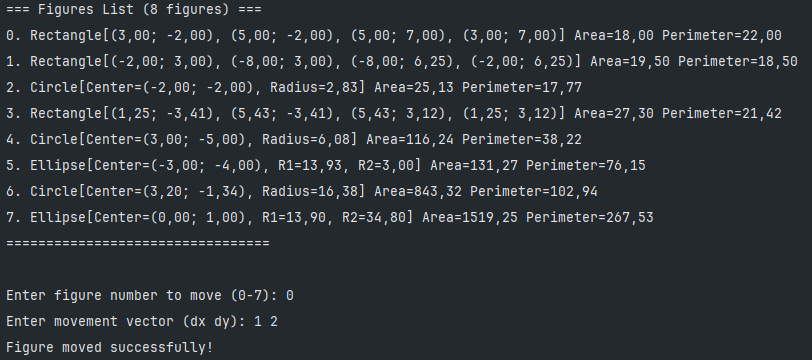 === Figures List (8 figures) ===
0. Rectangle[(3,00; -2,00), (5,00; -2,00), (5,00; 7,00), (3,00; 7,00)] Area=18,00 Perimeter=22,00
1. Rectangle[(-2,00; 3,00), (-8,00; 3,00), (-8,00; 6,25), (-2,00; 6,25)] Area=19,50 Perimeter=18,50
2. Circle[Center=(-2,00; -2,00), Radius=2,83] Area=25,13 Perimeter=17,77
3. Rectangle[(1,25; -3,41), (5,43; -3,41), (5,43; 3,12), (1,25; 3,12)] Area=27,30 Perimeter=21,42
4. Circle[Center=(3,00; -5,00), Radius=6,08] Area=116,24 Perimeter=38,22
5. Ellipse[Center=(-3,00; -4,00), R1=13,93, R2=3,00] Area=131,27 Perimeter=76,15
6. Circle[Center=(3,20; -1,34), Radius=16,38] Area=843,32 Perimeter=102,94
7. Ellipse[Center=(0,00; 1,00), R1=13,90, R2=34,80] Area=1519,25 Perimeter=267,53
=================================
Enter figure number to move (0-7): 0
Enter movement vector (dx dy): 1 2
Figure moved successfully!